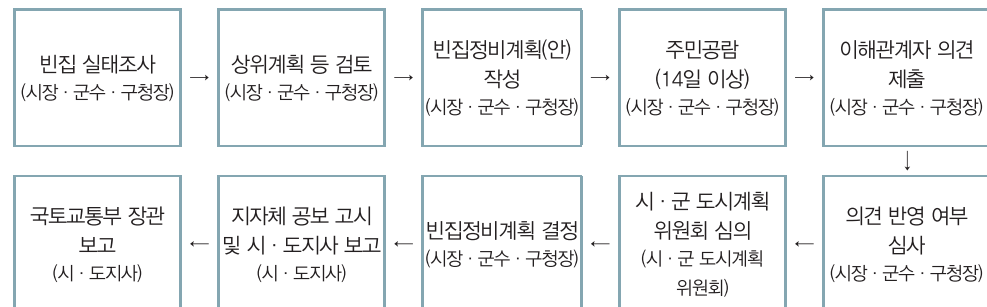 빈집 실태조사
(시장 · 군수 · 구청장)
→
상위계획 등 검토
(시장 · 군수 · 구청장)
→
빈집정비계획(안)
작성
(시장 · 군수 · 구청장)
→
주민공람
(14일 이상)
(시장 · 군수 · 구청장)
→
이해관계자 의견
제출
(시장 · 군수 · 구청장)
↓
의견 반영 여부
심사
(시장 · 군수 · 구청장)
←
시 · 군 도시계획
위원회 심의
(시 · 군 도시계획
위원회)
←
빈집정비계획 결정
(시장 · 군수 · 구청장)
←
지자체 공보 고시
및 시 · 도지사 보고
(시 · 도지사)
←
국토교통부 장관
보고
(시 · 도지사)